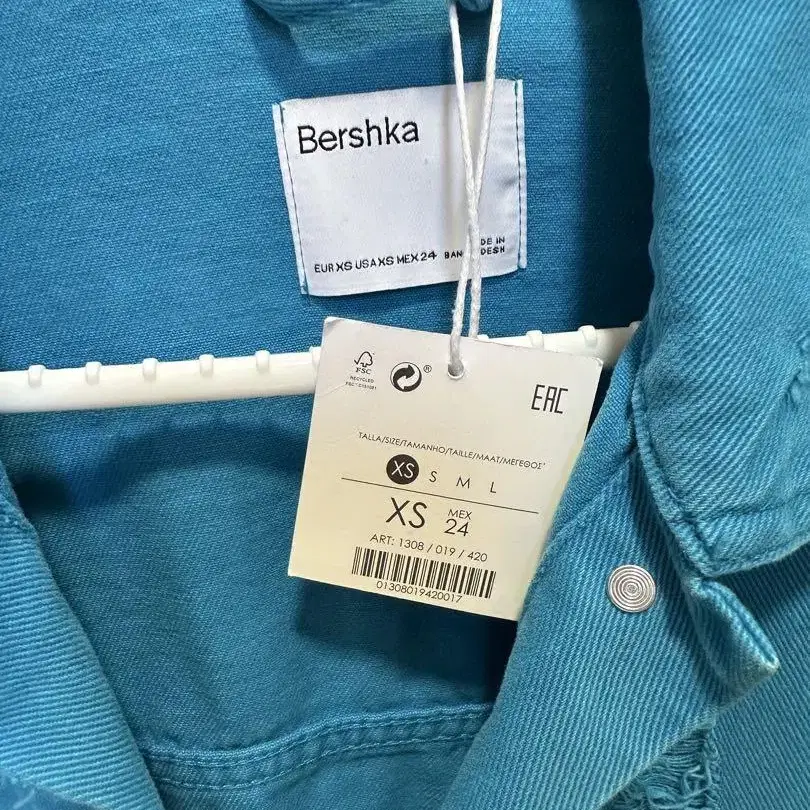 Bershka
EUR XS USA XS MEX 24
DE IN
DESH
FSC
RECYCLED
®
EAC
TALLA/SIZE/TAMANHO/TAILLE/MAAT/ΜΕΓΕΘΟΣ
XS S M L
XS MEX 24
ART: 1308 / 019 / 420
01308019420017